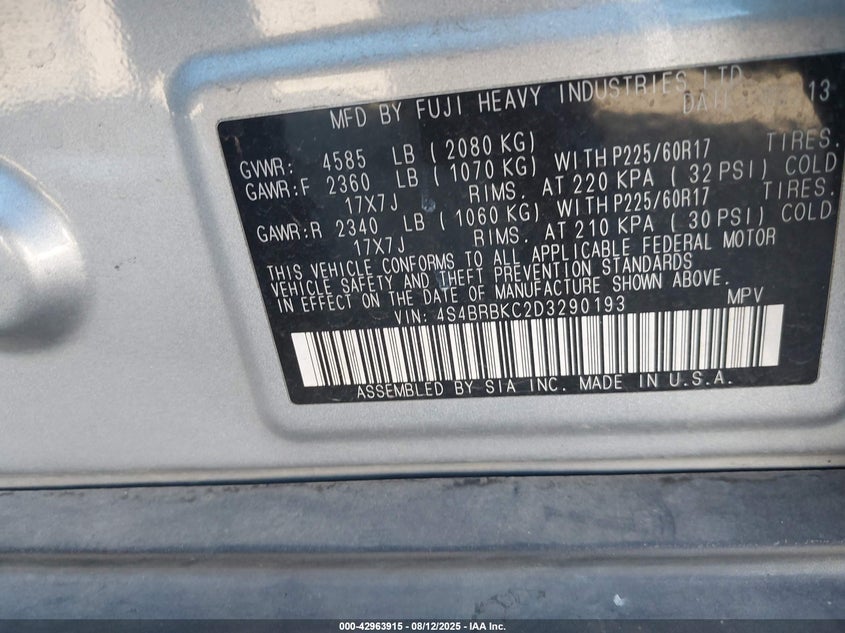 MFD BY FUJI HEAVY INDUSTRIES LTD.
13
GVWR: 4585 LB ( 2080 KG)
GAWR:F 2360 LB ( 1070 KG) WITH P225/60R17 TIRES.
17X7J RIMS. AT 220 KPA ( 32 PSI) COLD
GAWR:R 2340 LB ( 1060 KG) WITH P225/60R17 TIRES.
17X7J RIMS. AT 210 KPA ( 30 PSI) COLD
THIS VEHICLE CONFORMS TO ALL APPLICABLE FEDERAL MOTOR
VEHICLE SAFETY AND THEFT PREVENTION STANDARDS
IN EFFECT ON THE DATE OF MANUFACTURE SHOWN ABOVE.
VIN: 4S4BRBKC2D3290193 MPV
ASSEMBLED BY SIA INC. MADE IN U.S.A.
000-42963915 - 08/12/2025 - IAA Inc.